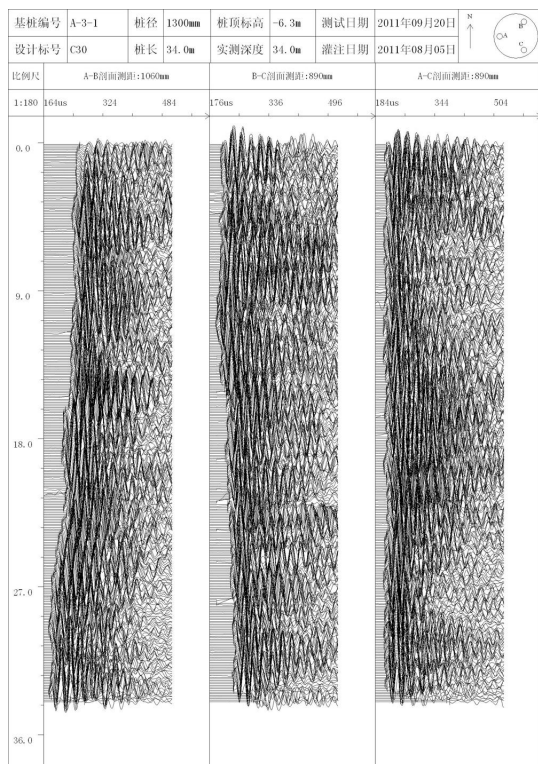 基桩编号 A-3-1 桩径 1300mm 桩顶标高 -6.3m 测试日期 2011年09月20日
设计标号 C30 桩长 34.0m 实测深度 34.0m 灌注日期 2011年08月05日
N
A
B
C
比例尺 A-B剖面测距:1060mm B-C剖面测距:890mm A-C剖面测距:890mm
1:180 164us 324 484 176us 336 496 184us 344 504
0.0
9.0
18.0
27.0
36.0